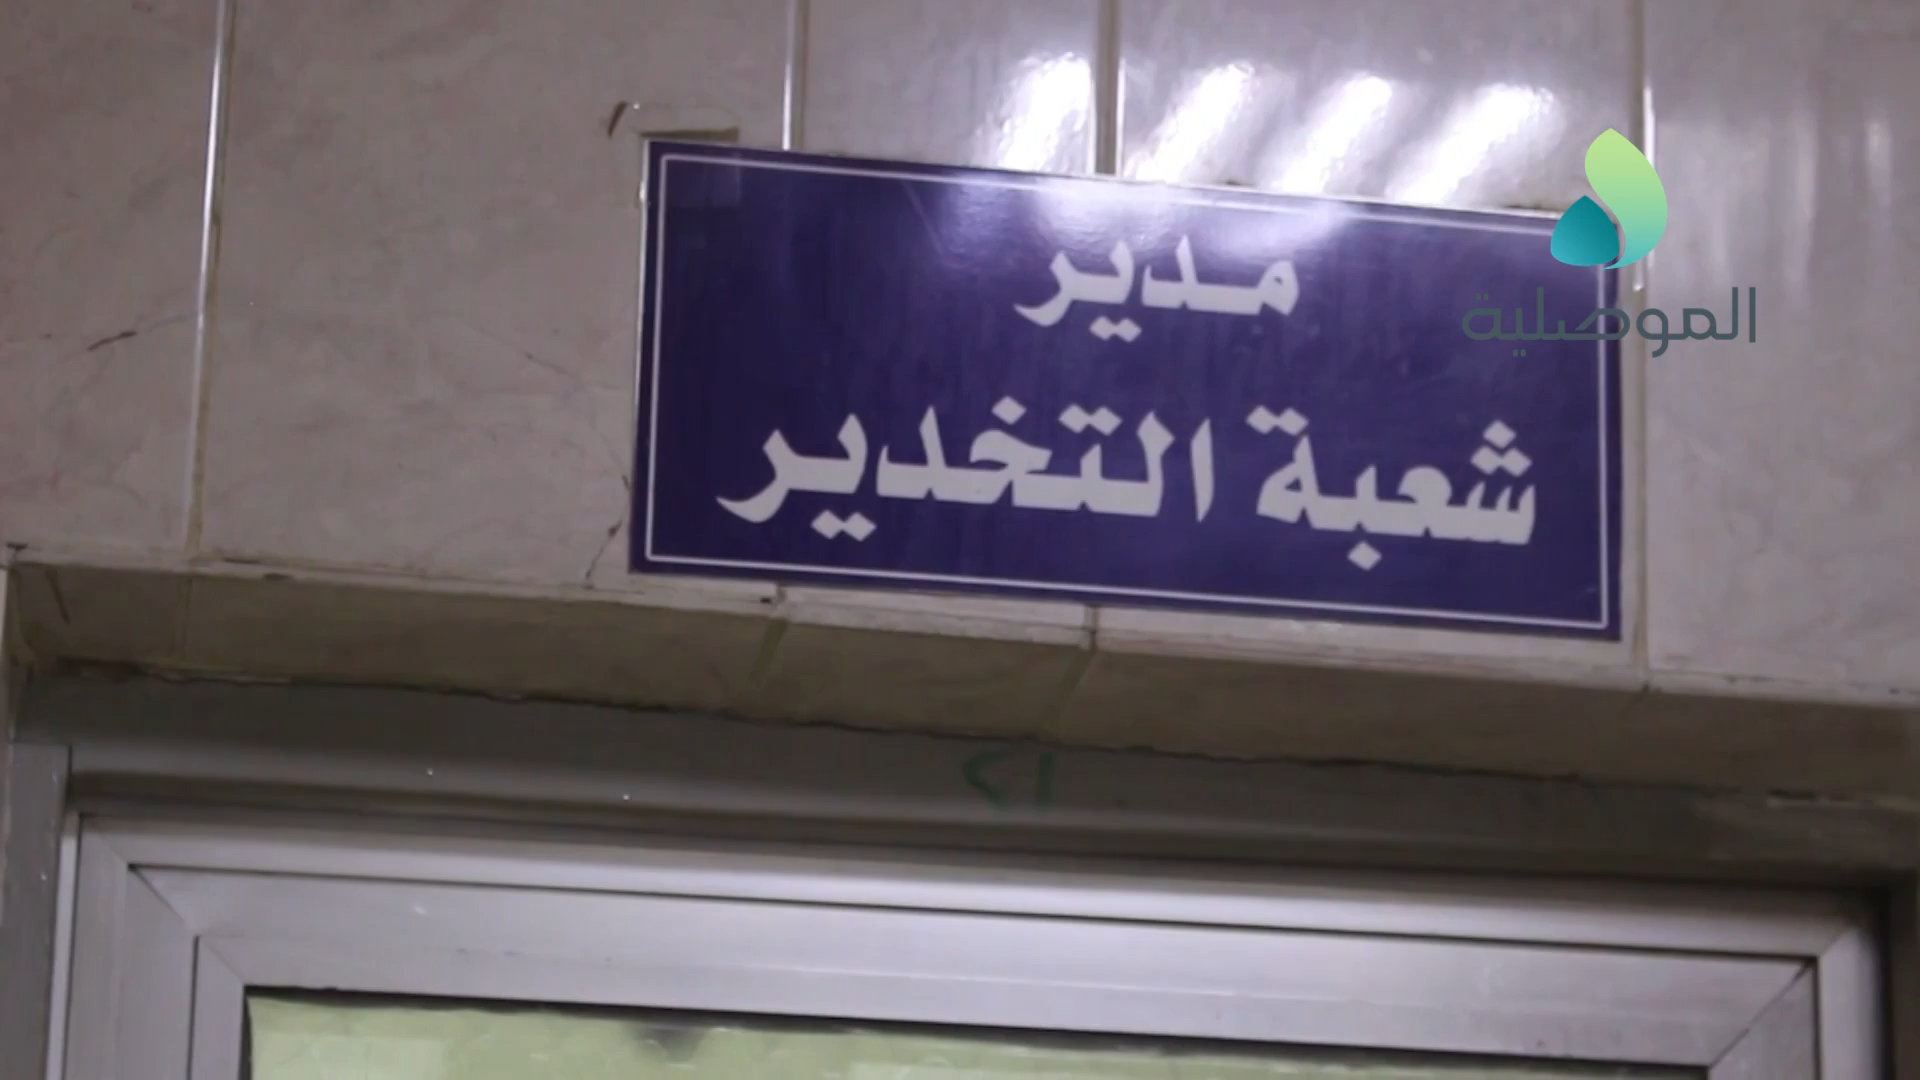 مدير
شعبة التخدير
الموصلية